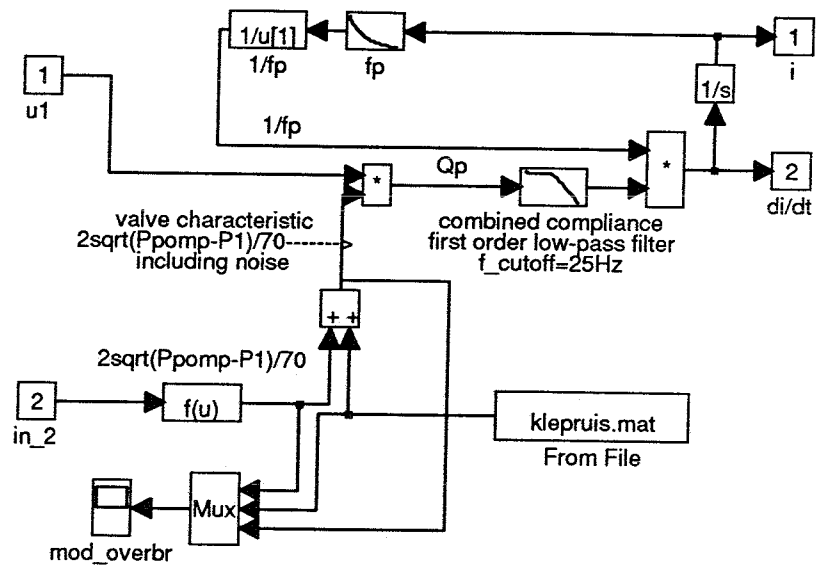 1/u[1]
1/fp
fp
1
i
1
u1
1/s
1/fp
*
*
Qp
2
di/dt
valve characteristic
2sqrt(Ppomp-P1)/70
including noise
combined compliance
first order low-pass filter
f_cutoff=25Hz
+ +
2sqrt(Ppomp-P1)/70
2
in_2
f(u)
klepruis.mat
From File
Mux
mod_overbr